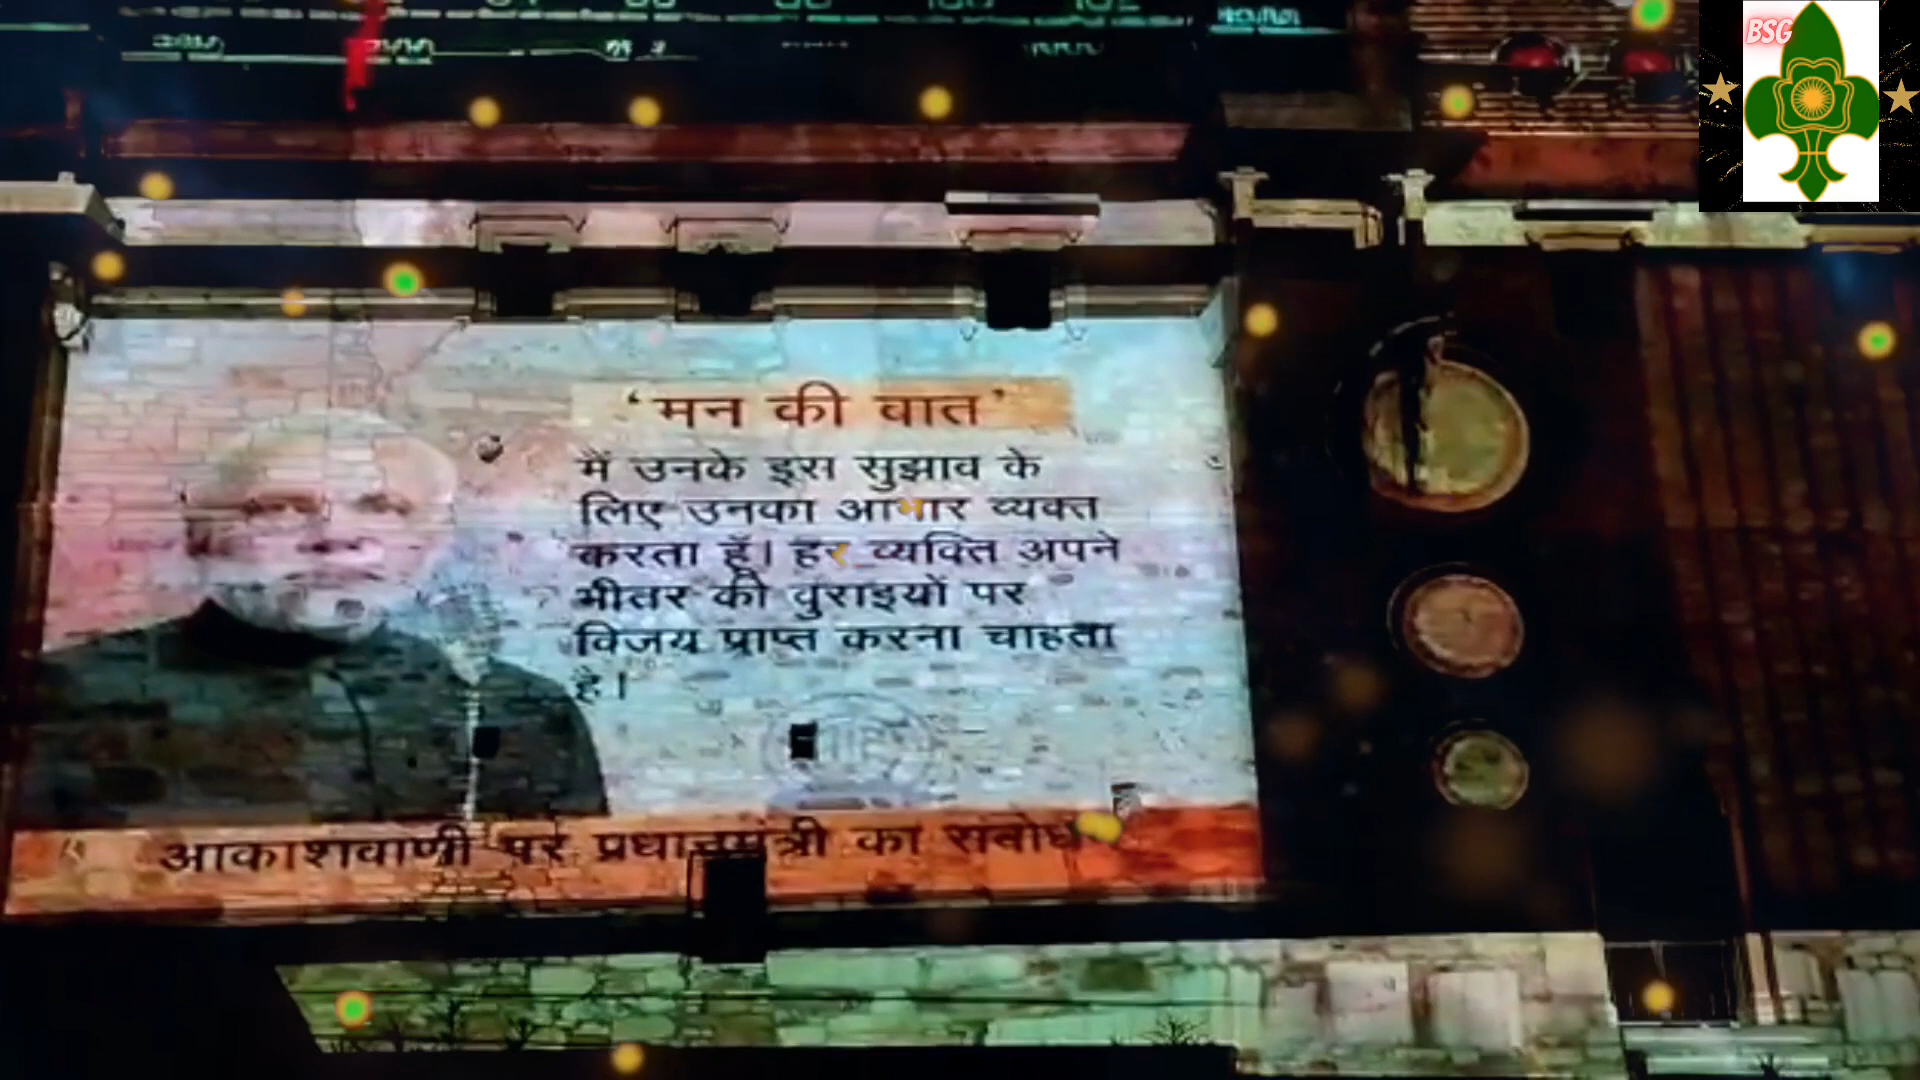 BSG
‘मन की बात’
मैं उनके इस सुझाव के
लिए उनका आभार व्यक्त
करता हूँ। हर व्यक्ति अपने
भीतर की बुराइयों पर
विजय प्राप्त करना चाहता
है।
आकाशवाणी पर प्रधानमंत्री का